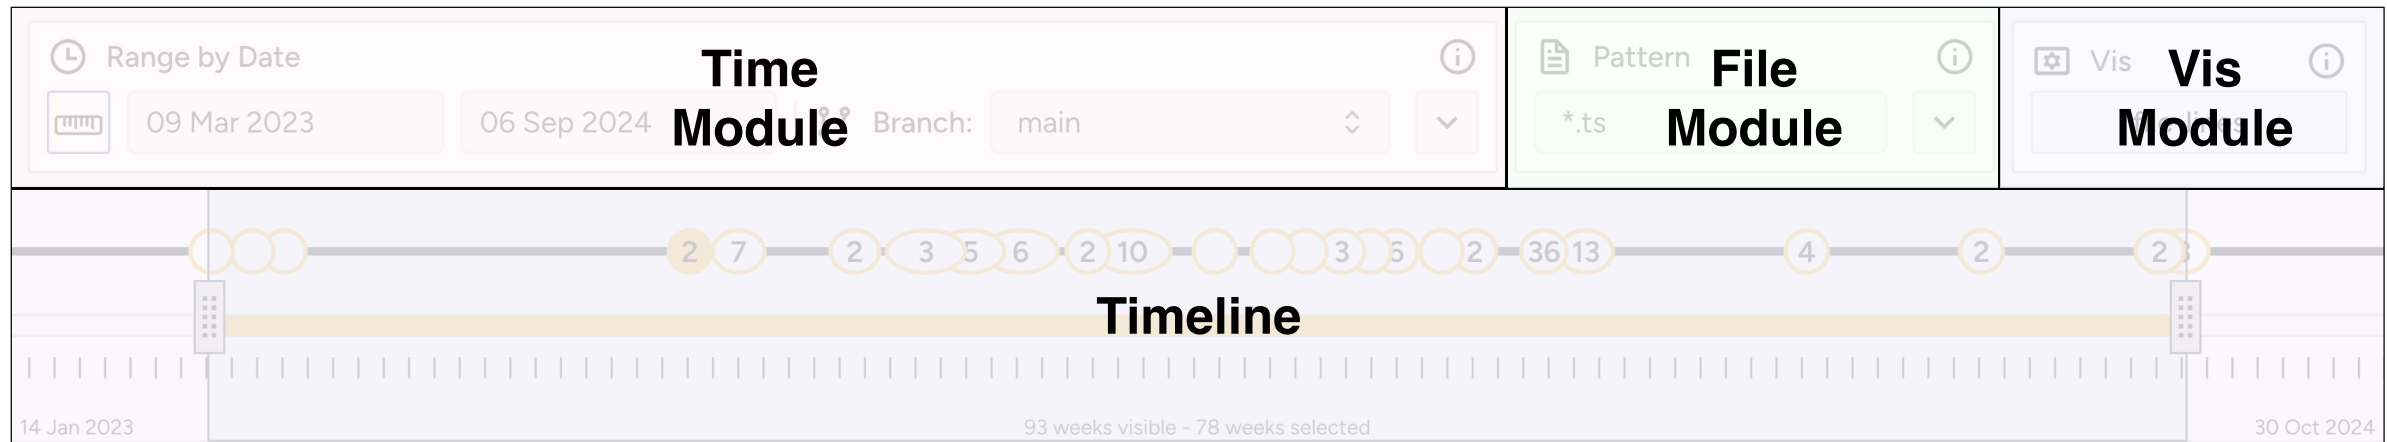 Range by Date
Time Module
09 Mar 2023
06 Sep 2024
Branch:
main
Pattern
File Module
*.ts
Vis
Vis Module
2 7 2 3 5 6 2 10 3 6 2 36 13 4 2 2 3
Timeline
14 Jan 2023
93 weeks visible - 78 weeks selected
30 Oct 2024